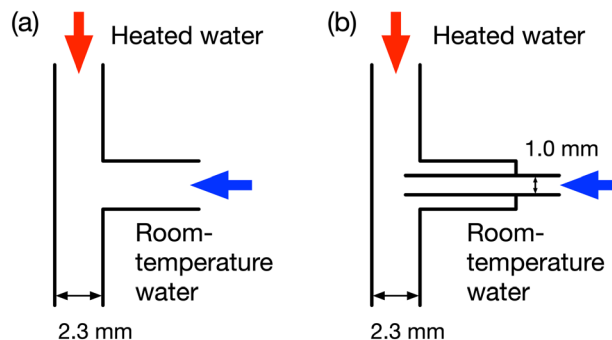 (a)
Heated water
Room-
temperature
water
2.3 mm
(b)
Heated water
1.0 mm
Room-
temperature
water
2.3 mm